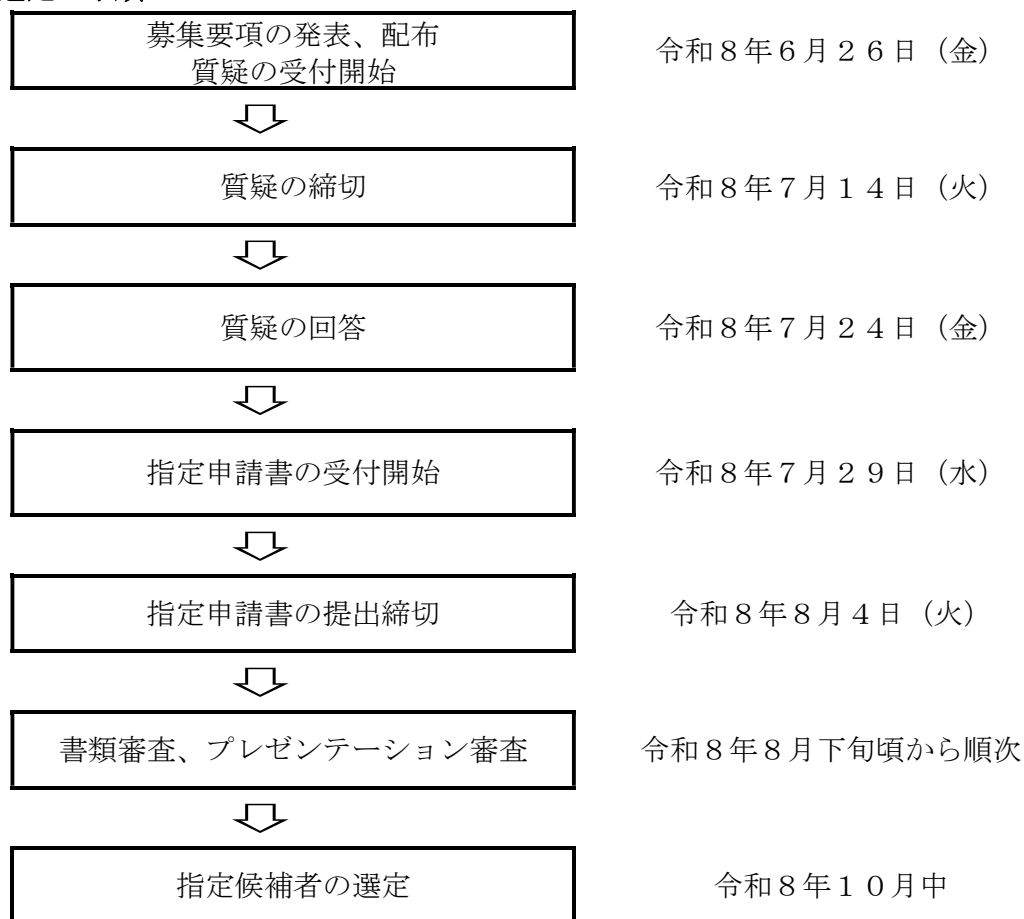 募集要項の発表、配布
質疑の受付開始
令和8年6月26日（金）
質疑の締切
令和8年7月14日（火）
質疑の回答
令和8年7月24日（金）
指定申請書の受付開始
令和8年7月29日（水）
指定申請書の提出締切
令和8年8月4日（火）
書類審査、プレゼンテーション審査
令和8年8月下旬頃から順次
指定候補者の選定
令和8年10月中